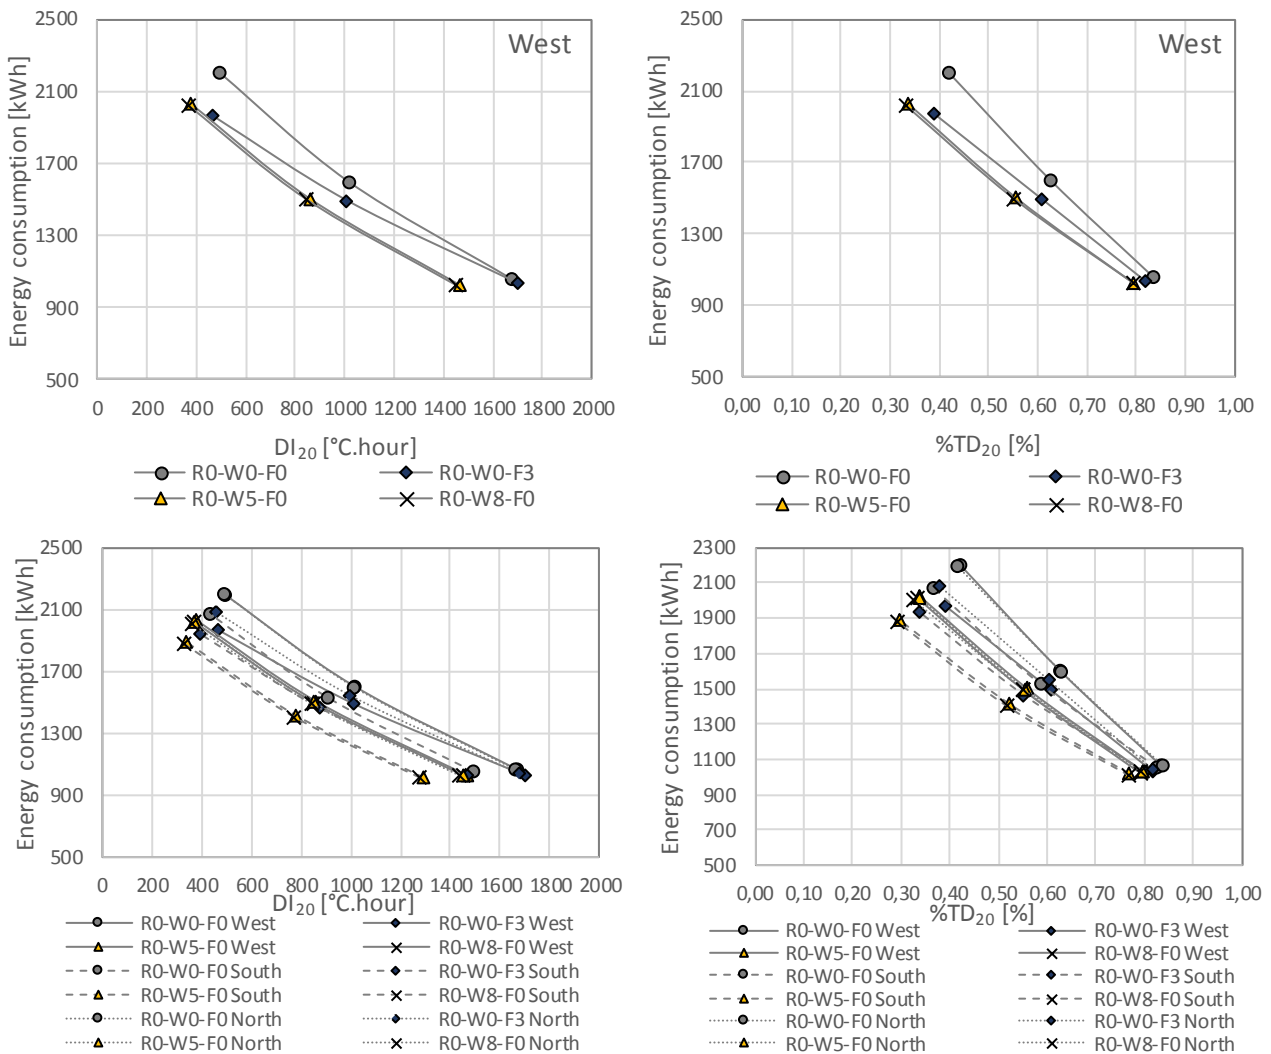 West
Energy consumption [kWh]
2500
2100
1700
1300
900
500
0 200 400 600 800 1000 1200 1400 1600 1800 2000
DI20 [°C.hour]
R0-W0-F0 R0-W0-F3
R0-W5-F0 R0-W8-F0
West
Energy consumption [kWh]
2500
2100
1700
1300
900
500
0,00 0,10 0,20 0,30 0,40 0,50 0,60 0,70 0,80 0,90 1,00
%TD20 [%]
R0-W0-F0 R0-W0-F3
R0-W5-F0 R0-W8-F0
Energy consumption [kWh]
2500
2100
1700
1300
900
500
0 200 400 600 800 1000 1200 1400 1600 1800 2000
DI20 [°C.hour]
R0-W0-F0 West R0-W0-F3 West
R0-W5-F0 West R0-W8-F0 West
R0-W0-F0 South R0-W0-F3 South
R0-W5-F0 South R0-W8-F0 South
R0-W0-F0 North R0-W0-F3 North
R0-W5-F0 North R0-W8-F0 North
Energy consumption [kWh]
2300
2100
1900
1700
1500
1300
1100
900
700
500
0,00 0,10 0,20 0,30 0,40 0,50 0,60 0,70 0,80 0,90 1,00
%TD20 [%]
R0-W0-F0 West R0-W0-F3 West
R0-W5-F0 West R0-W8-F0 West
R0-W0-F0 South R0-W0-F3 South
R0-W5-F0 South R0-W8-F0 South
R0-W0-F0 North R0-W0-F3 North
R0-W5-F0 North R0-W8-F0 North